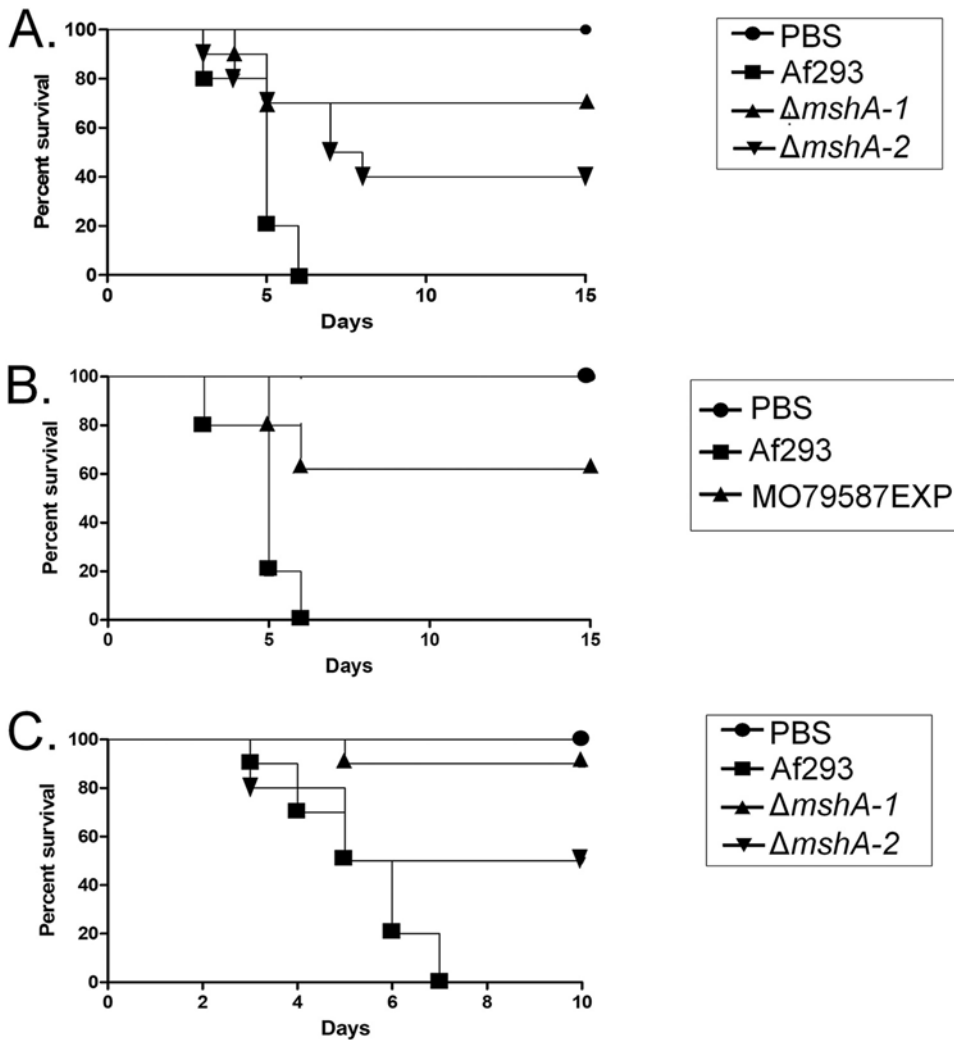 A.
100
80
60
40
20
0
Percent survival
0 5 10 15
Days
PBS
Af293
ΔmshA-1
ΔmshA-2
B.
100
80
60
40
20
0
Percent survival
0 5 10 15
Days
PBS
Af293
MO79587EXP
C.
100
80
60
40
20
0
Percent survival
0 2 4 6 8 10
Days
PBS
Af293
ΔmshA-1
ΔmshA-2